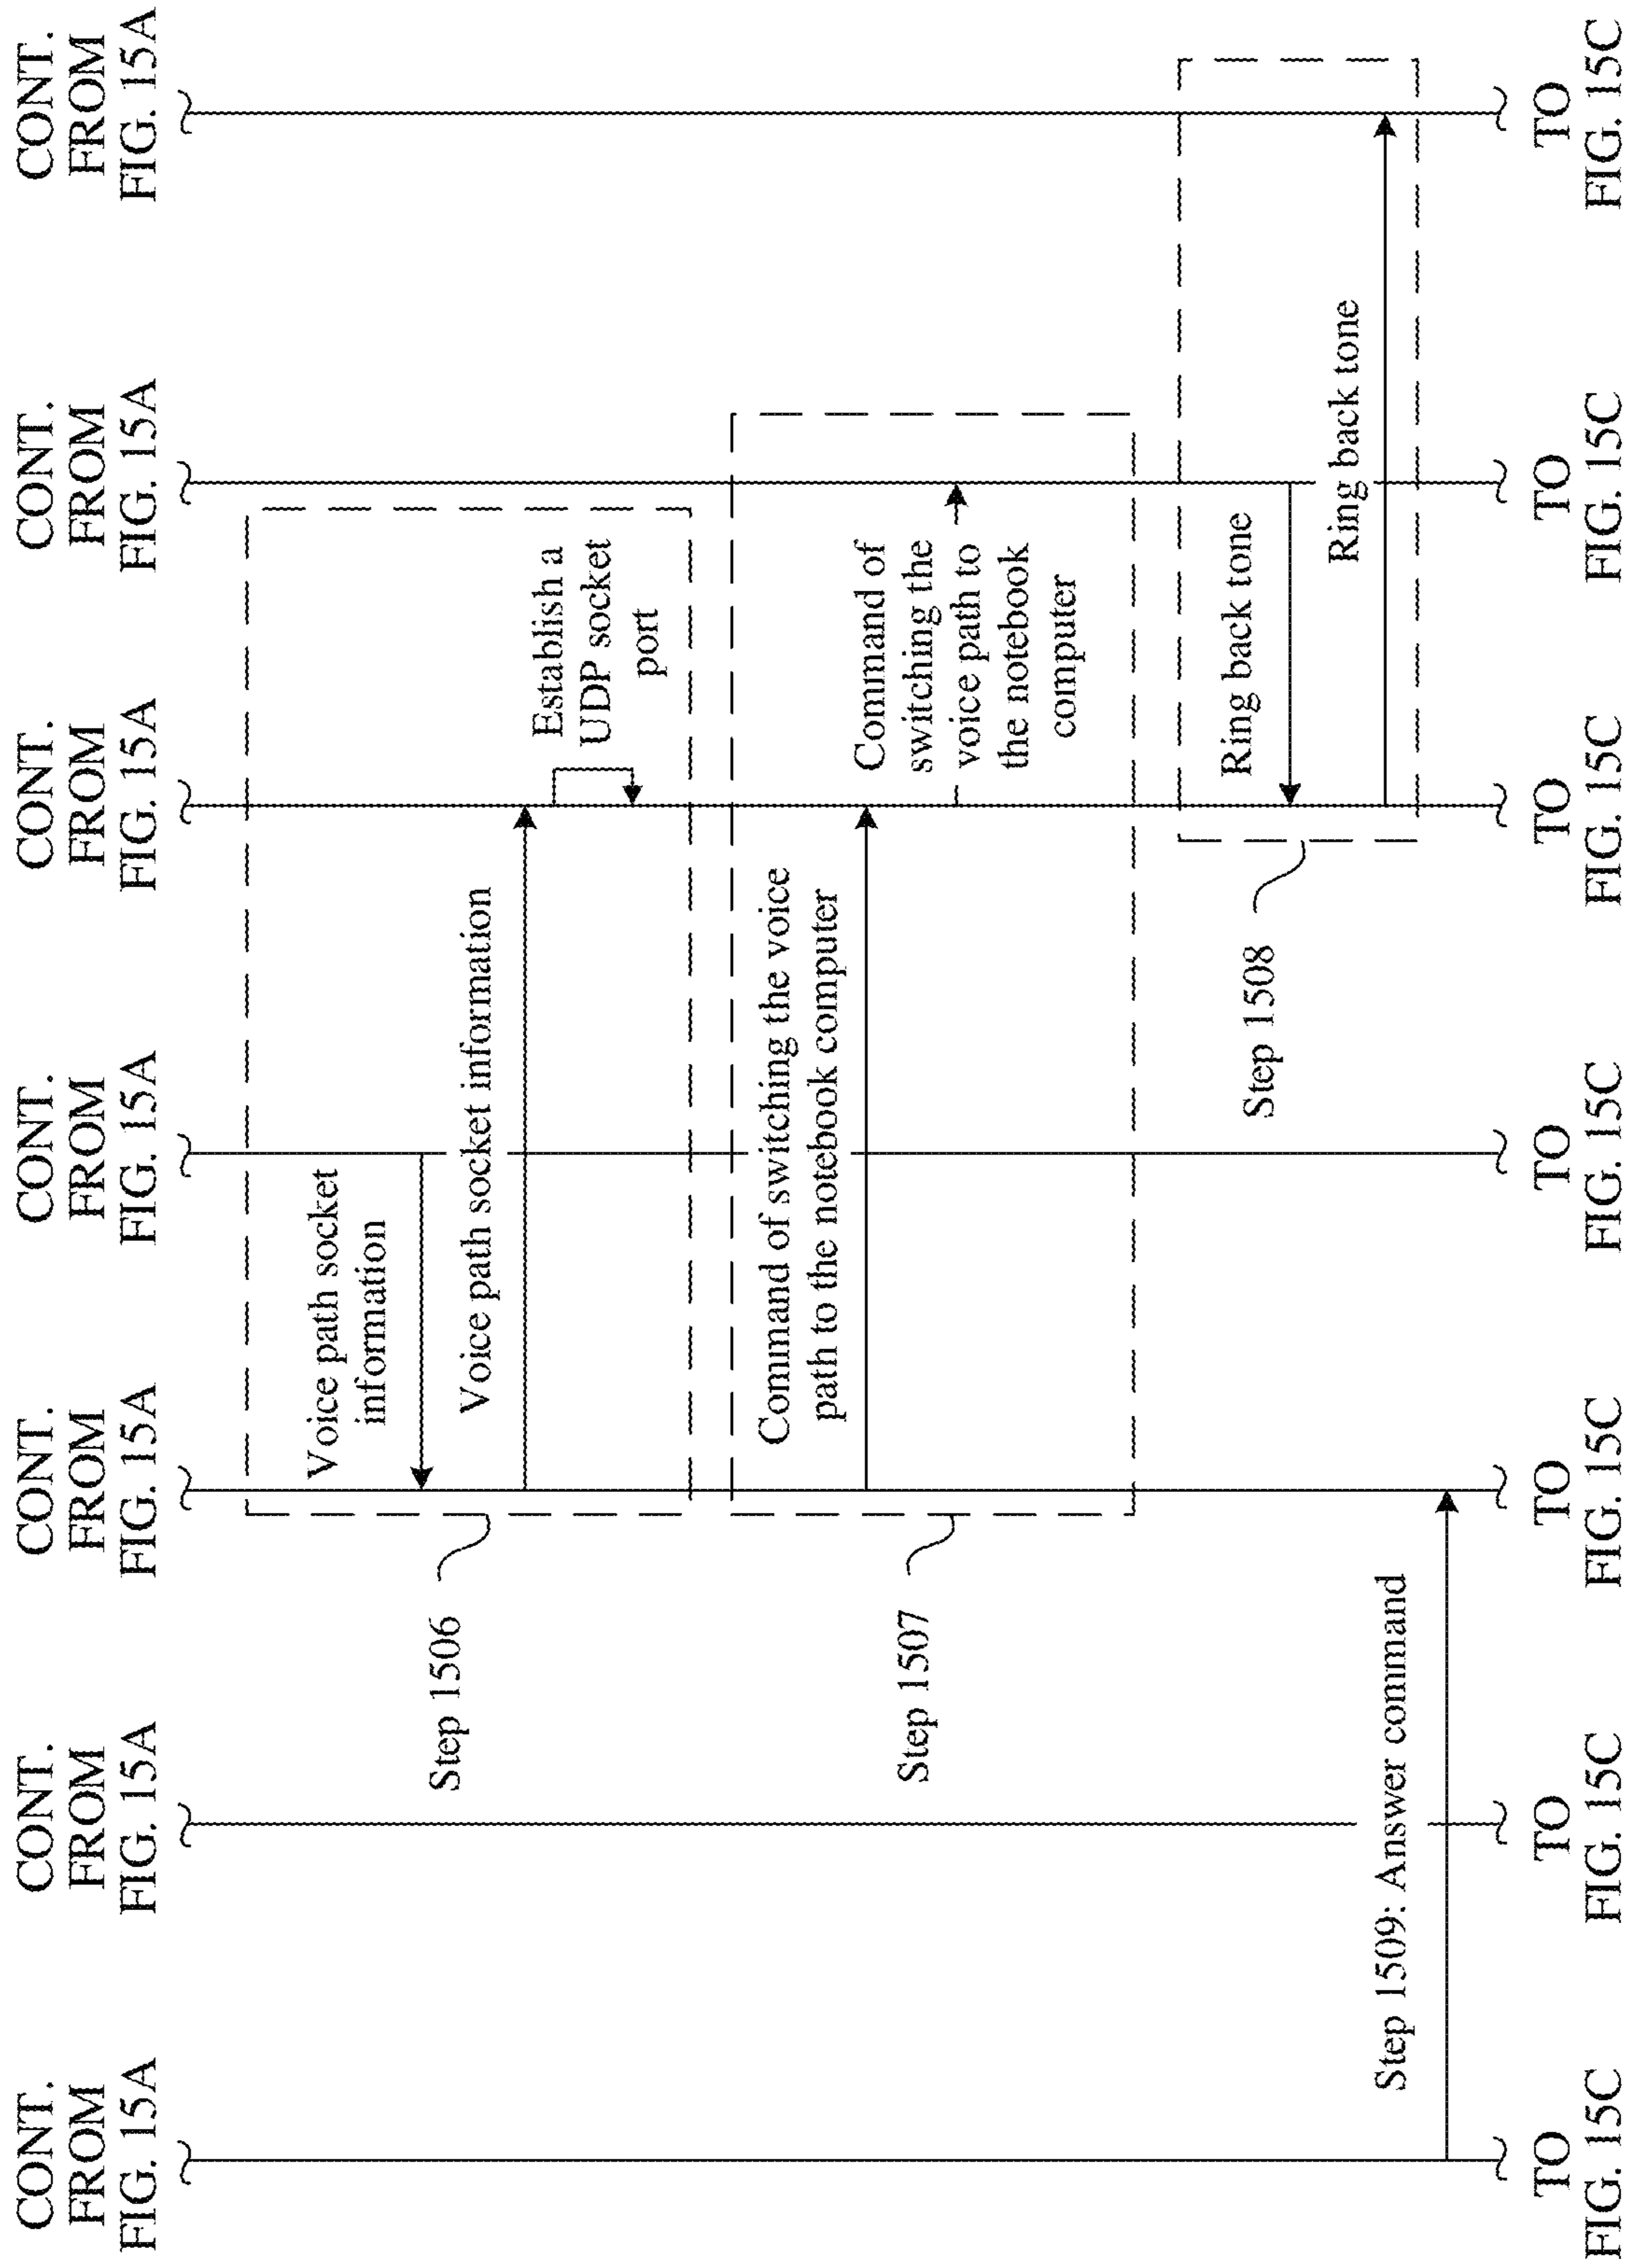 CONT.
FROM
FIG. 15A
CONT.
FROM
FIG. 15A
CONT.
FROM
FIG. 15A
CONT.
FROM
FIG. 15A
CONT.
FROM
FIG. 15A
CONT.
FROM
FIG. 15A
CONT.
FROM
FIG. 15A
Voice path socket
information
Voice path socket information
Establish a
UDP socket
port
Step 1506
Command of switching the voice
path to the notebook computer
Command of
switching the
voice path to
the notebook
computer
Step 1507
Ring back tone
Ring back tone
Step 1508
Step 1509: Answer command
TO
FIG. 15C
TO
FIG. 15C
TO
FIG. 15C
TO
FIG. 15C
TO
FIG. 15C
TO
FIG. 15C
TO
FIG. 15C